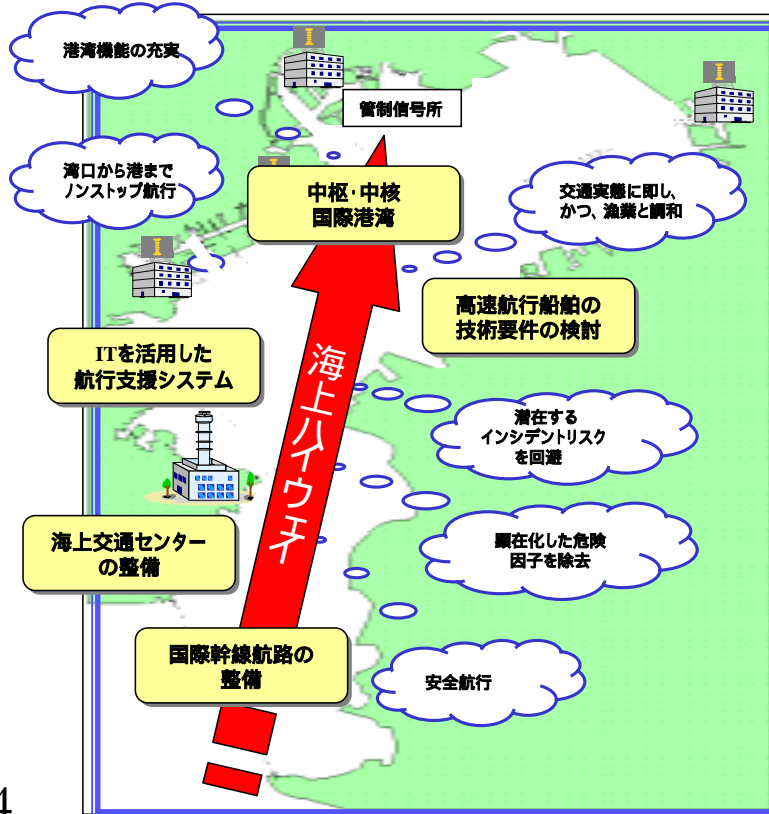 港湾機能の充実
管制信号所
湾口から港まで
ノンストップ航行
中枢・中核
国際港湾
交通実態に即し、
かつ、漁業と調和
高速航行船舶の
技術要件の検討
ITを活用した
航行支援システム
海上ハイウェイ
潜在する
インシデントリスク
を回避
海上交通センター
の整備
顕在化した危険
因子を除去
国際幹線航路の
整備
安全航行